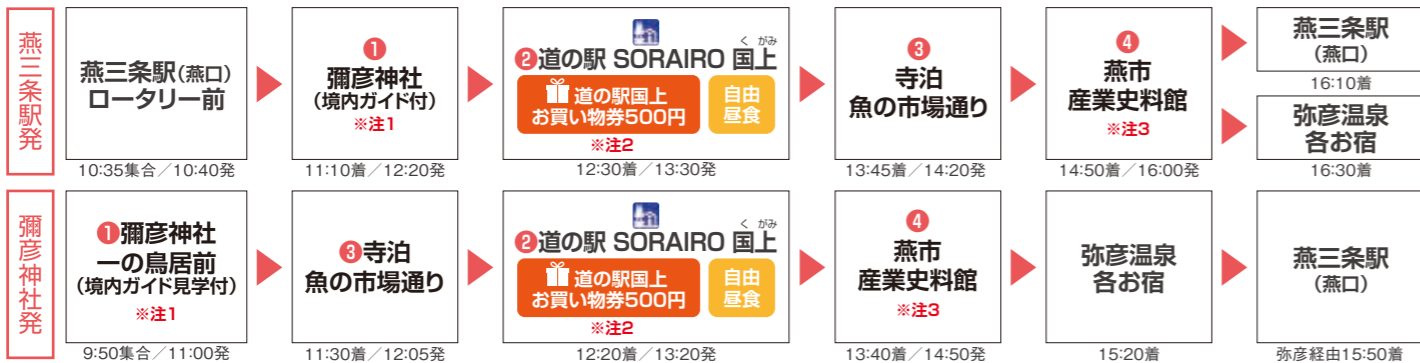 燕三条駅発
燕三条駅(燕口)
ロータリー前
10:35集合／10:40発
❶
彌彦神社
(境内ガイド付)
※注1
11:10着／12:20発
くがみ
❷道の駅 SORAIRO 国上
道の駅国上
お買い物券500円
自由
昼食
※注2
12:30着／13:30発
❸
寺泊
魚の市場通り
13:45着／14:20発
❹
燕市
産業史料館
※注3
14:50着／16:00発
燕三条駅
(燕口)
16:10着
弥彦温泉
各お宿
16:30着
彌彦神社発
❶彌彦神社
一の鳥居前
(境内ガイド見学付)
※注1
9:50集合／11:00発
❸寺泊
魚の市場通り
11:30着／12:05発
くがみ
❷道の駅 SORAIRO 国上
道の駅国上
お買い物券500円
自由
昼食
※注2
12:20着／13:20発
❹
燕市
産業史料館
※注3
13:40着／14:50発
弥彦温泉
各お宿
15:20着
燕三条駅
(燕口)
弥彦経由15:50着